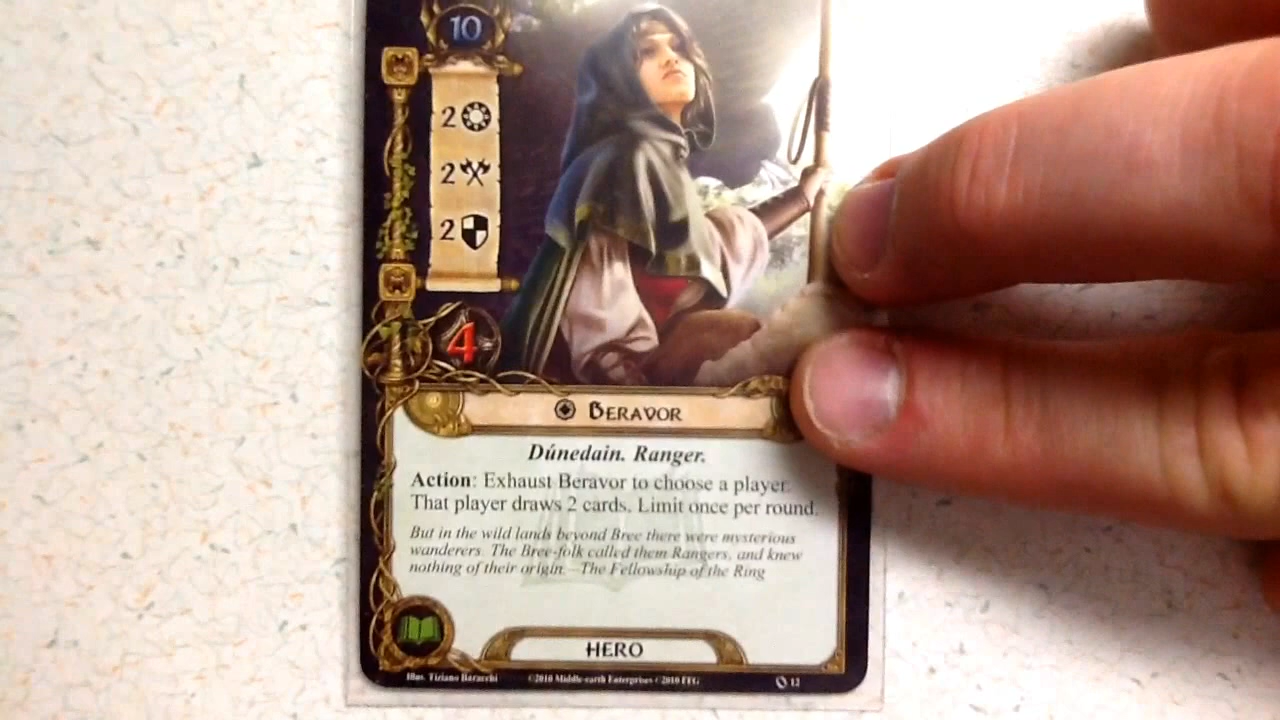 10
2
2
2
4
BERAVOR
Dúnedain. Ranger.
Action: Exhaust Beravor to choose a player.
That player draws 2 cards. Limit once per round.
But in the wild lands beyond Bree there were mysterious
wanderers. The Bree-folk called them Rangers, and knew
nothing of their origin. –The Fellowship of the Ring
HERO
Illus. Tiziano Baracchi ©2010 Middle-earth Enterprises ©2010 FFG 12